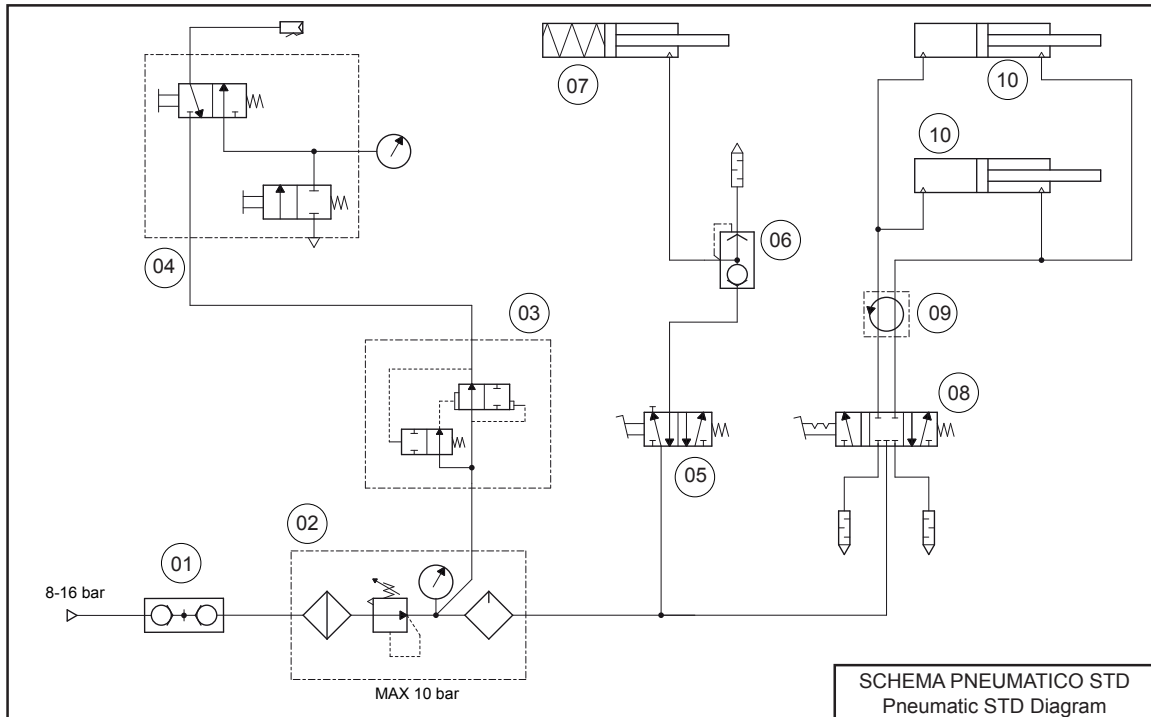 07
10
10
06
04
03
09
08
05
02
01
8-16 bar
MAX 10 bar
SCHEMA PNEUMATICO STD
Pneumatic STD Diagram